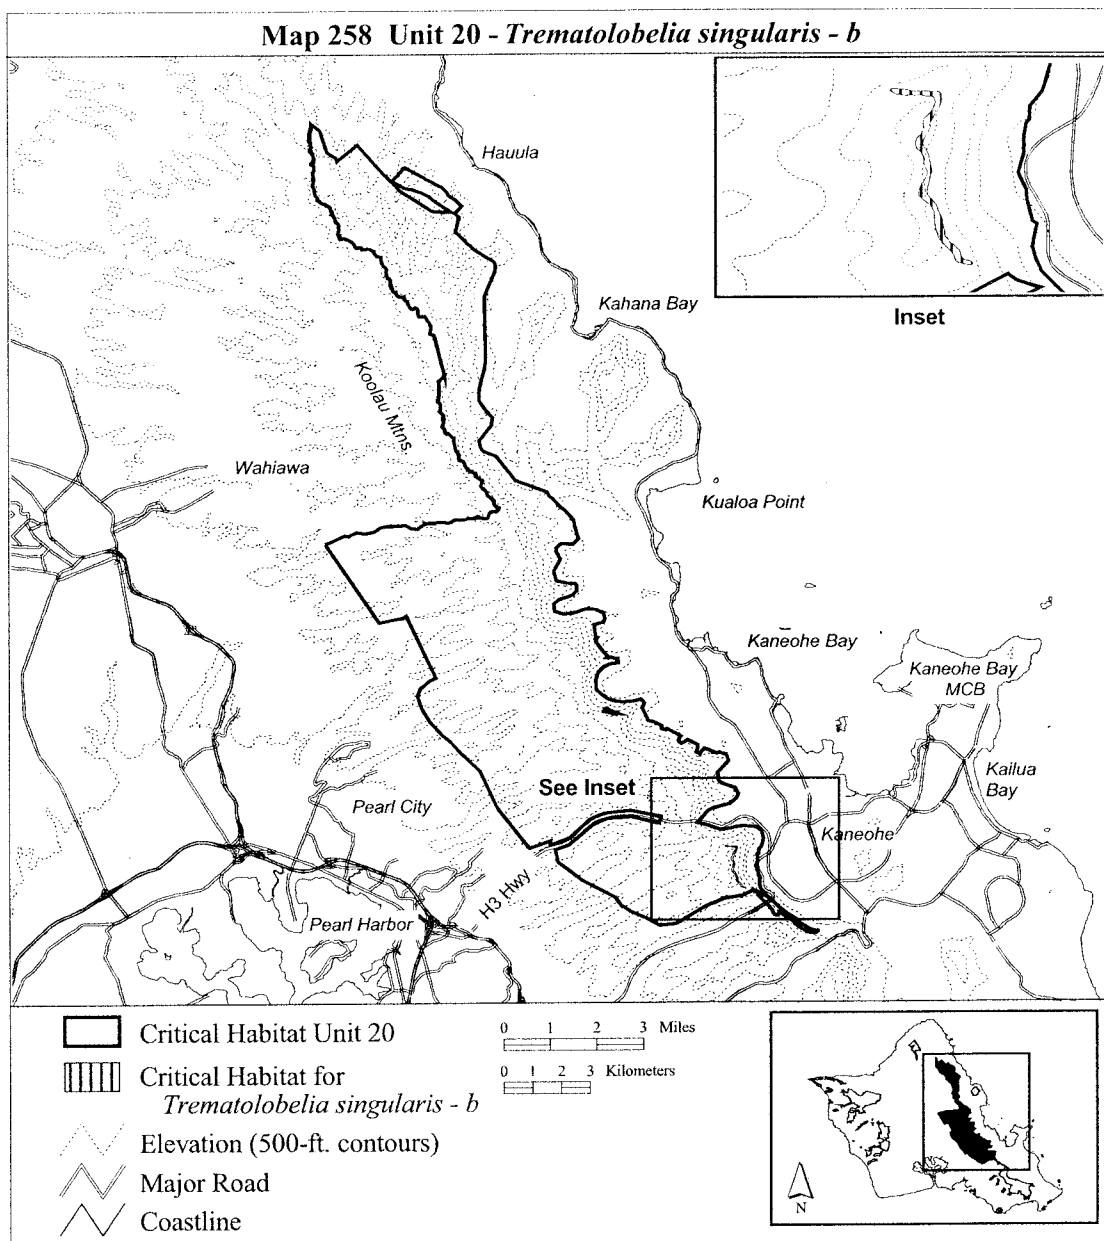 Map 258 Unit 20 - Trematolobelia singularis - b
Hauula
Kahana Bay
Inset
Koolau Mtns.
Wahiawa
Kualoa Point
Kaneohe Bay
Kaneohe Bay
MCB
See Inset
Kailua
Bay
Pearl City
Kaneohe
H3 Hwy
Pearl Harbor
Critical Habitat Unit 20
0 1 2 3 Miles
Critical Habitat for
Trematolobelia singularis - b
0 1 2 3 Kilometers
Elevation (500-ft. contours)
Major Road
Coastline
N